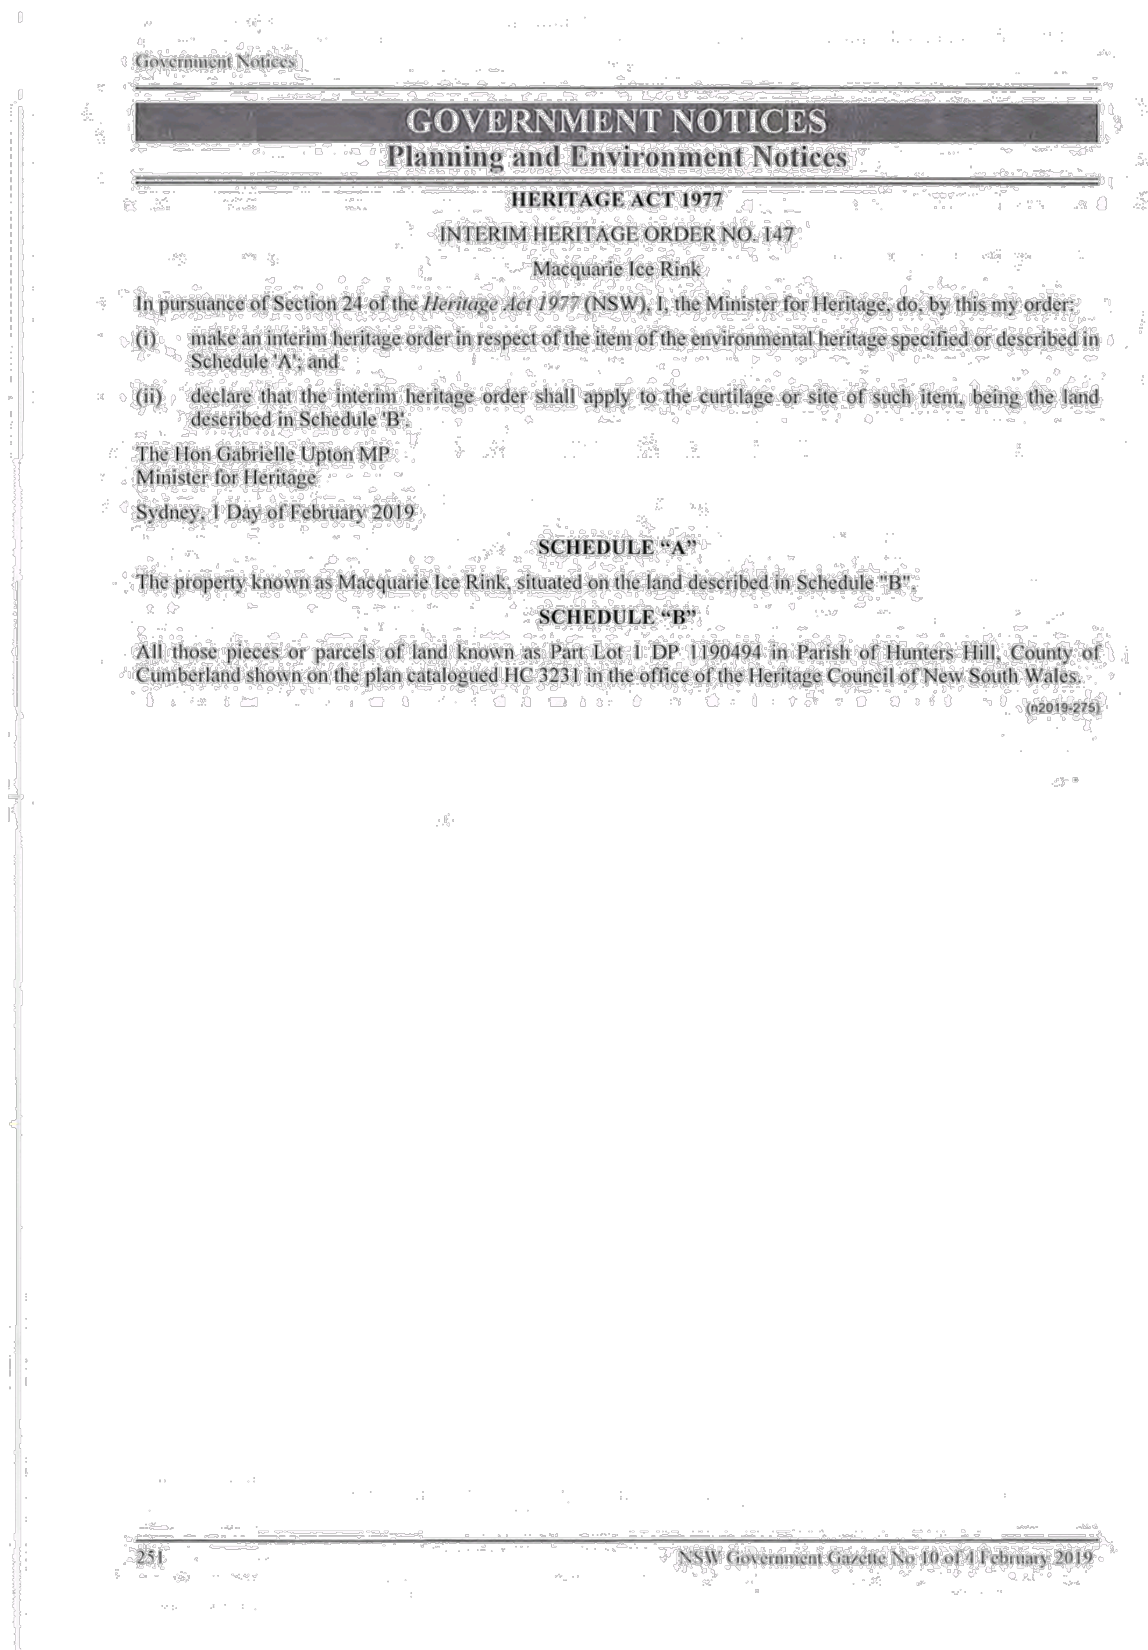 Government Notices
GOVERNMENT NOTICES
Planning and Environment Notices
HERITAGE ACT 1977
INTERIM HERITAGE ORDER NO. 147
Macquarie Ice Rink
In pursuance of Section 24 of the Heritage Act 1977 (NSW), I, the Minister for Heritage, do, by this my order:
(i) make an interim heritage order in respect of the item of the environmental heritage specified or described in
Schedule 'A'; and
(ii) declare that the interim heritage order shall apply to the curtilage or site of such item, being the land
described in Schedule 'B'.
The Hon Gabrielle Upton MP
Minister for Heritage
Sydney, 1 Day of February 2019
SCHEDULE “A”
The property known as Macquarie Ice Rink, situated on the land described in Schedule "B".
SCHEDULE “B”
All those pieces or parcels of land known as Part Lot 1 DP 1190494 in Parish of Hunters Hill, County of
Cumberland shown on the plan catalogued HC 3231 in the office of the Heritage Council of New South Wales.
(n2019-275)
251
NSW Government Gazette No 10 of 4 February 2019